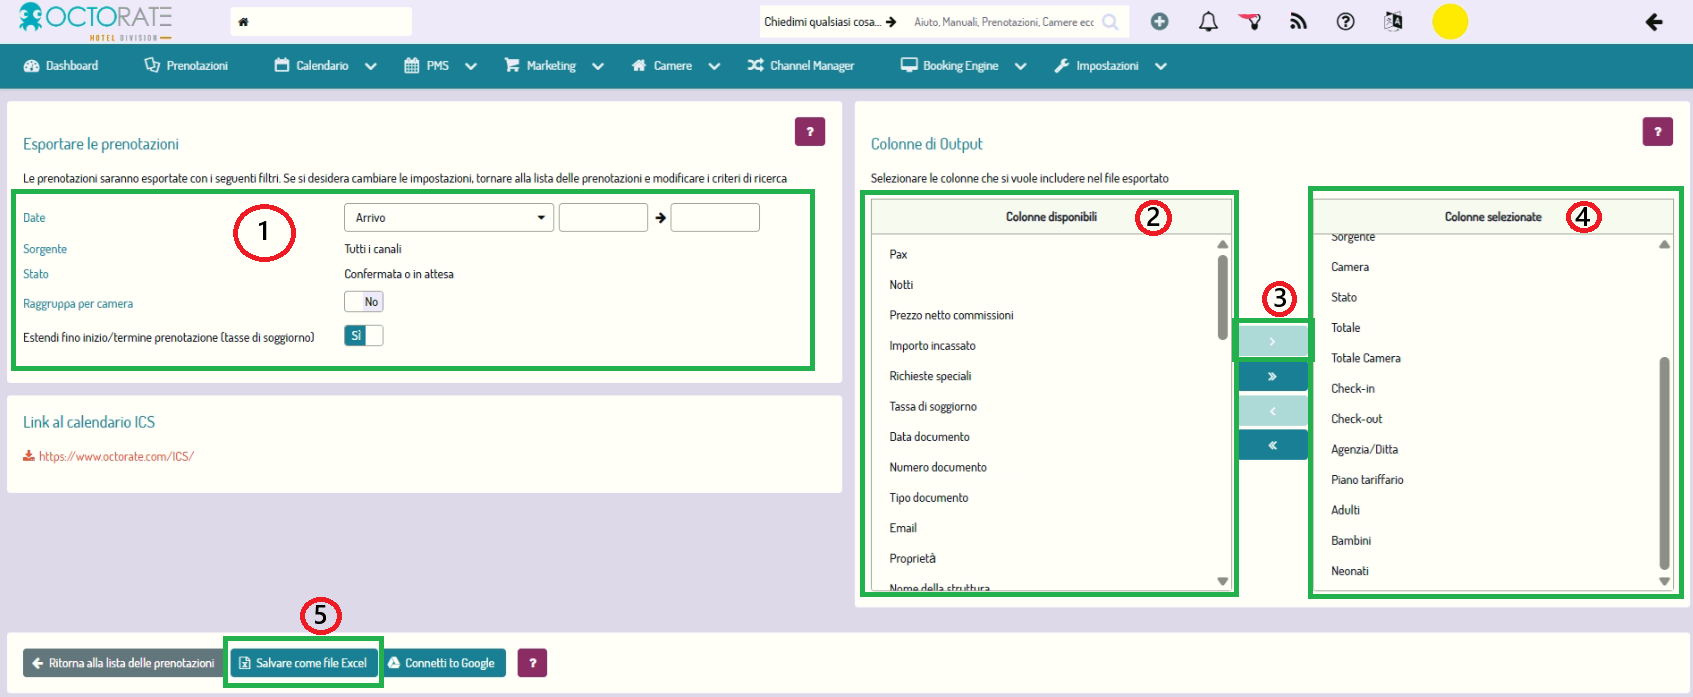 OCTORATE
HOTEL DIVISION
Chiedimi qualsiasi cosa...
Aiuto, Manuali, Prenotazioni, Camere ecc
Dashboard
Prenotazioni
Calendario
PMS
Marketing
Camere
Channel Manager
Booking Engine
Impostazioni
Esportare le prenotazioni
?
Le prenotazioni saranno esportate con i seguenti filtri. Se si desidera cambiare le impostazioni, tornare alla lista delle prenotazioni e modificare i criteri di ricerca
1
Date
Arrivo
Sorgente
Tutti i canali
Stato
Confermata o in attesa
Raggruppa per camera
No
Estendi fino inizio/termine prenotazione (tasse di soggiorno)
Sì
Link al calendario ICS
https://www.octorate.com/ICS/
Colonne di Output
?
Selezionare le colonne che si vuole includere nel file esportato
Colonne disponibili
2
Pax
Notti
Prezzo netto commissioni
Importo incassato
Richieste speciali
Tassa di soggiorno
Data documento
Numero documento
Tipo documento
Email
Proprietà
Nome della struttura
3
>
»
<
«
Colonne selezionate
4
Sorgente
Camera
Stato
Totale
Totale Camera
Check-in
Check-out
Agenzia/Ditta
Piano tariffario
Adulti
Bambini
Neonati
5
Ritorna alla lista delle prenotazioni
Salvare come file Excel
Connetti to Google
?